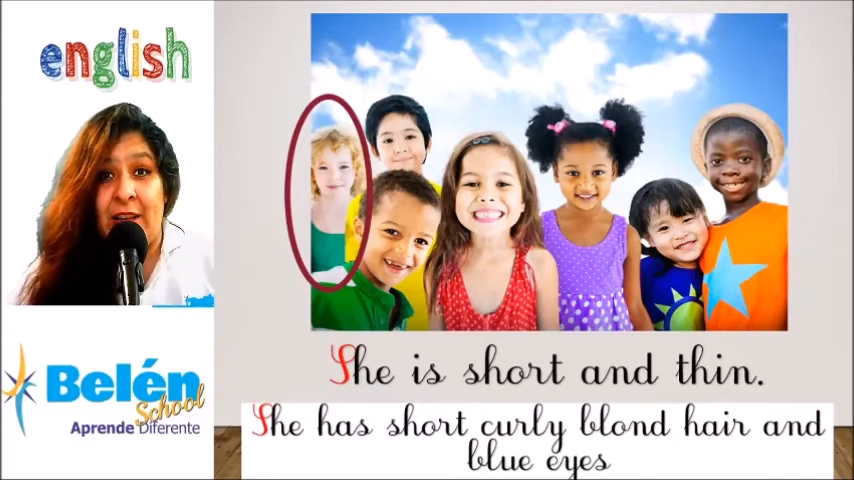 english
Belén
School
Aprende Diferente
She is short and thin.
She has short curly blond hair and
blue eyes